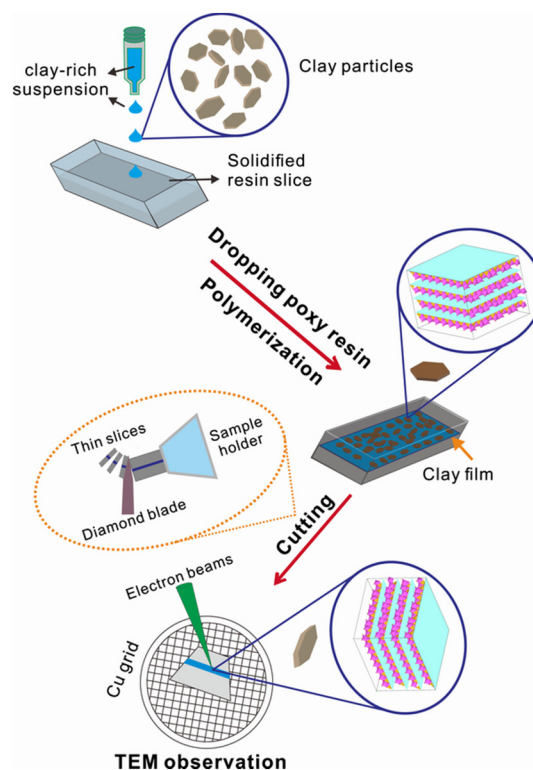 clay-rich
suspension
Clay particles
Solidified
resin slice
Dropping poxy resin
Polymerization
Thin slices
Sample
holder
Diamond blade
Clay film
Cutting
Electron beams
Cu grid
TEM observation